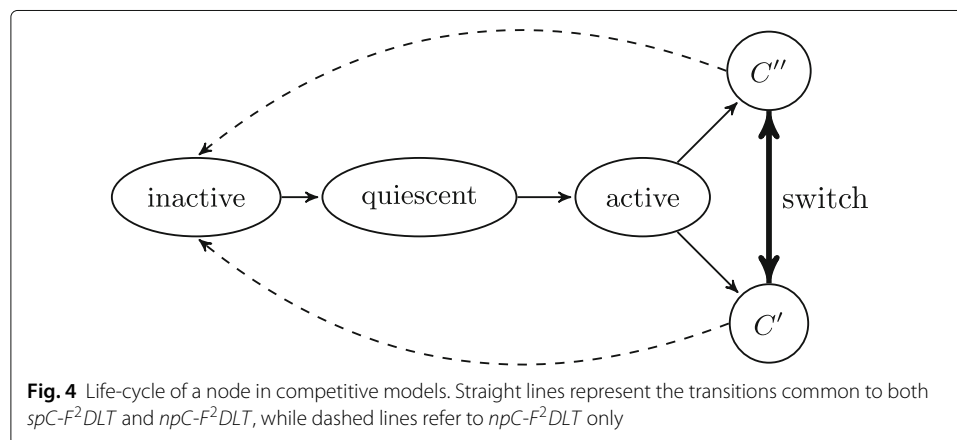 C′′
inactive
quiescent
active
switch
C′
Fig. 4 Life-cycle of a node in competitive models. Straight lines represent the transitions common to both
spC-F²DLT and npC-F²DLT, while dashed lines refer to npC-F²DLT only